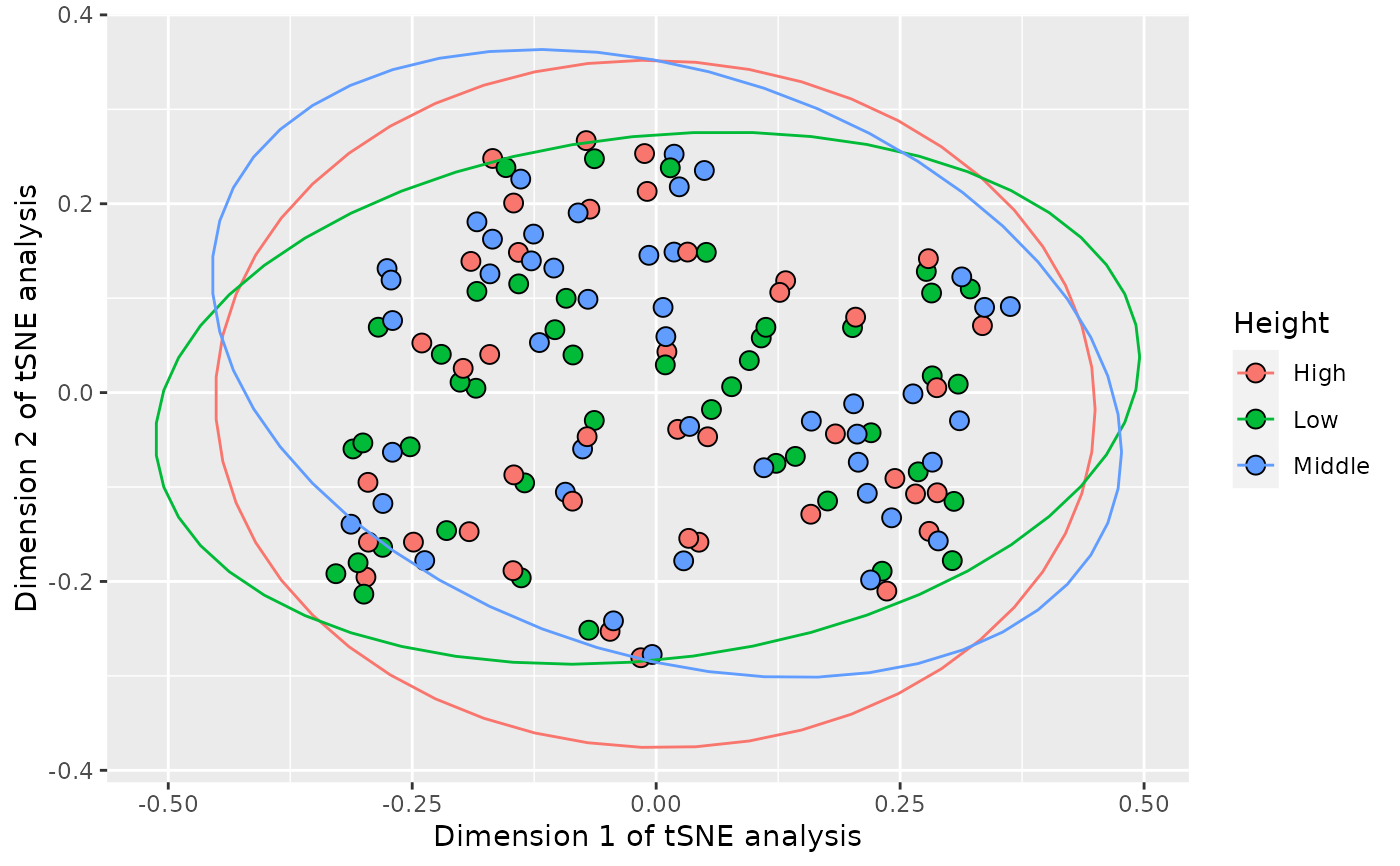 0.4
0.2
0.0
-0.2
-0.4
Dimension 2 of tSNE analysis
-0.50
-0.25
0.00
0.25
0.50
Dimension 1 of tSNE analysis
Height
High
Low
Middle